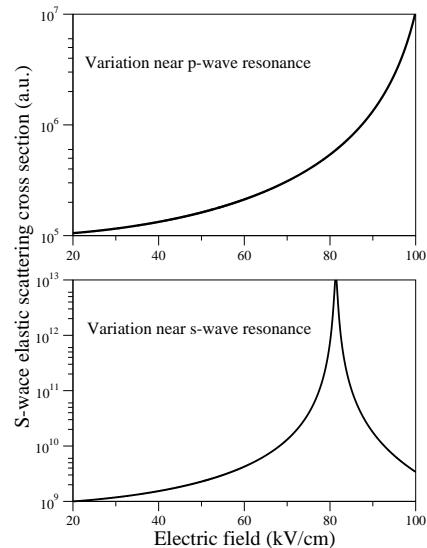 S-wace elastic scattering cross section (a.u.)
10^7
10^6
10^5
Variation near p-wave resonance
20 40 60 80 100
10^13
10^12
10^11
10^10
10^9
Variation near s-wave resonance
20 40 60 80 100
Electric field (kV/cm)